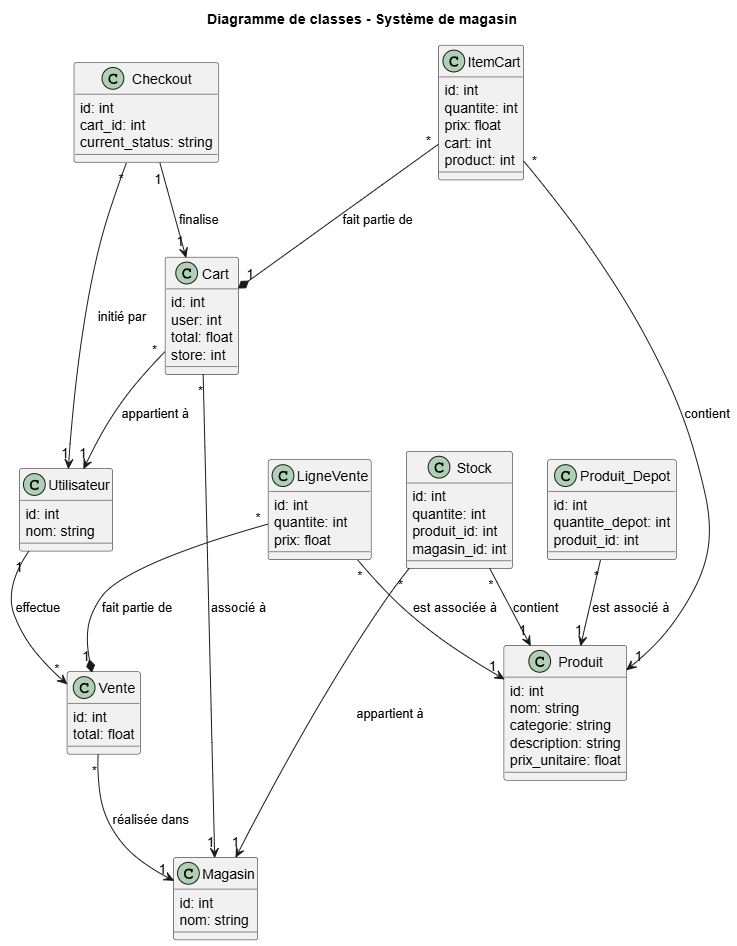 Diagramme de classes - Système de magasin
C Checkout
id: int
cart_id: int
current_status: string
C ItemCart
id: int
quantite: int
prix: float
cart: int
product: int
*
1
*
*
finalise
fait partie de
1
1
C Cart
id: int
user: int
total: float
store: int
initié par
*
*
appartient à
contient
1
1
C Utilisateur
id: int
nom: string
C LigneVente
id: int
quantite: int
prix: float
C Stock
id: int
quantite: int
produit_id: int
magasin_id: int
C Produit_Depot
id: int
quantite_depot: int
produit_id: int
*
1
*
*
*
*
effectue
fait partie de
associé à
est associée à
contient
est associé à
*
1
1
1
1
1
C Vente
id: int
total: float
C Produit
id: int
nom: string
categorie: string
description: string
prix_unitaire: float
appartient à
*
réalisée dans
1
1
1
C Magasin
id: int
nom: string